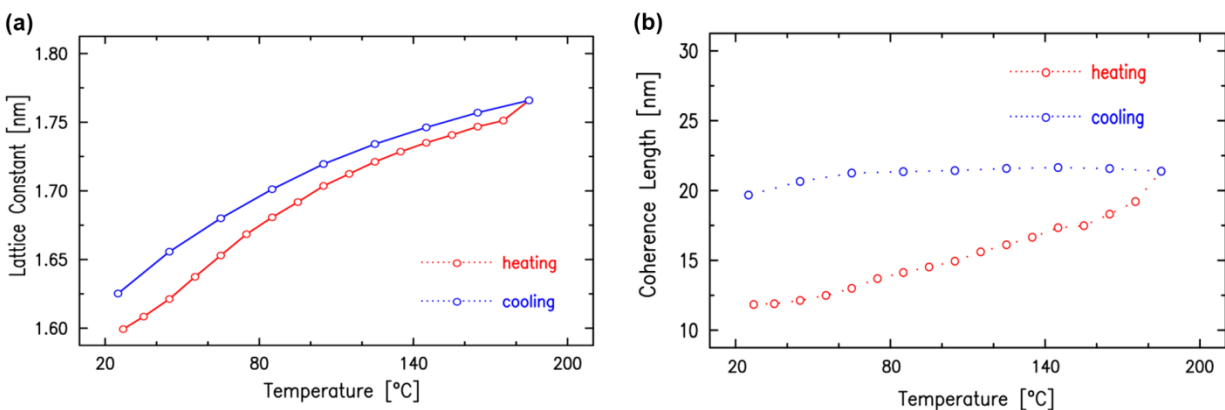 (a)
1.80
1.75
1.70
1.65
1.60
Lattice Constant [nm]
heating
cooling
20
80
140
200
Temperature [°C]
(b)
30
25
20
15
10
Coherence Length [nm]
heating
cooling
20
80
140
200
Temperature [°C]